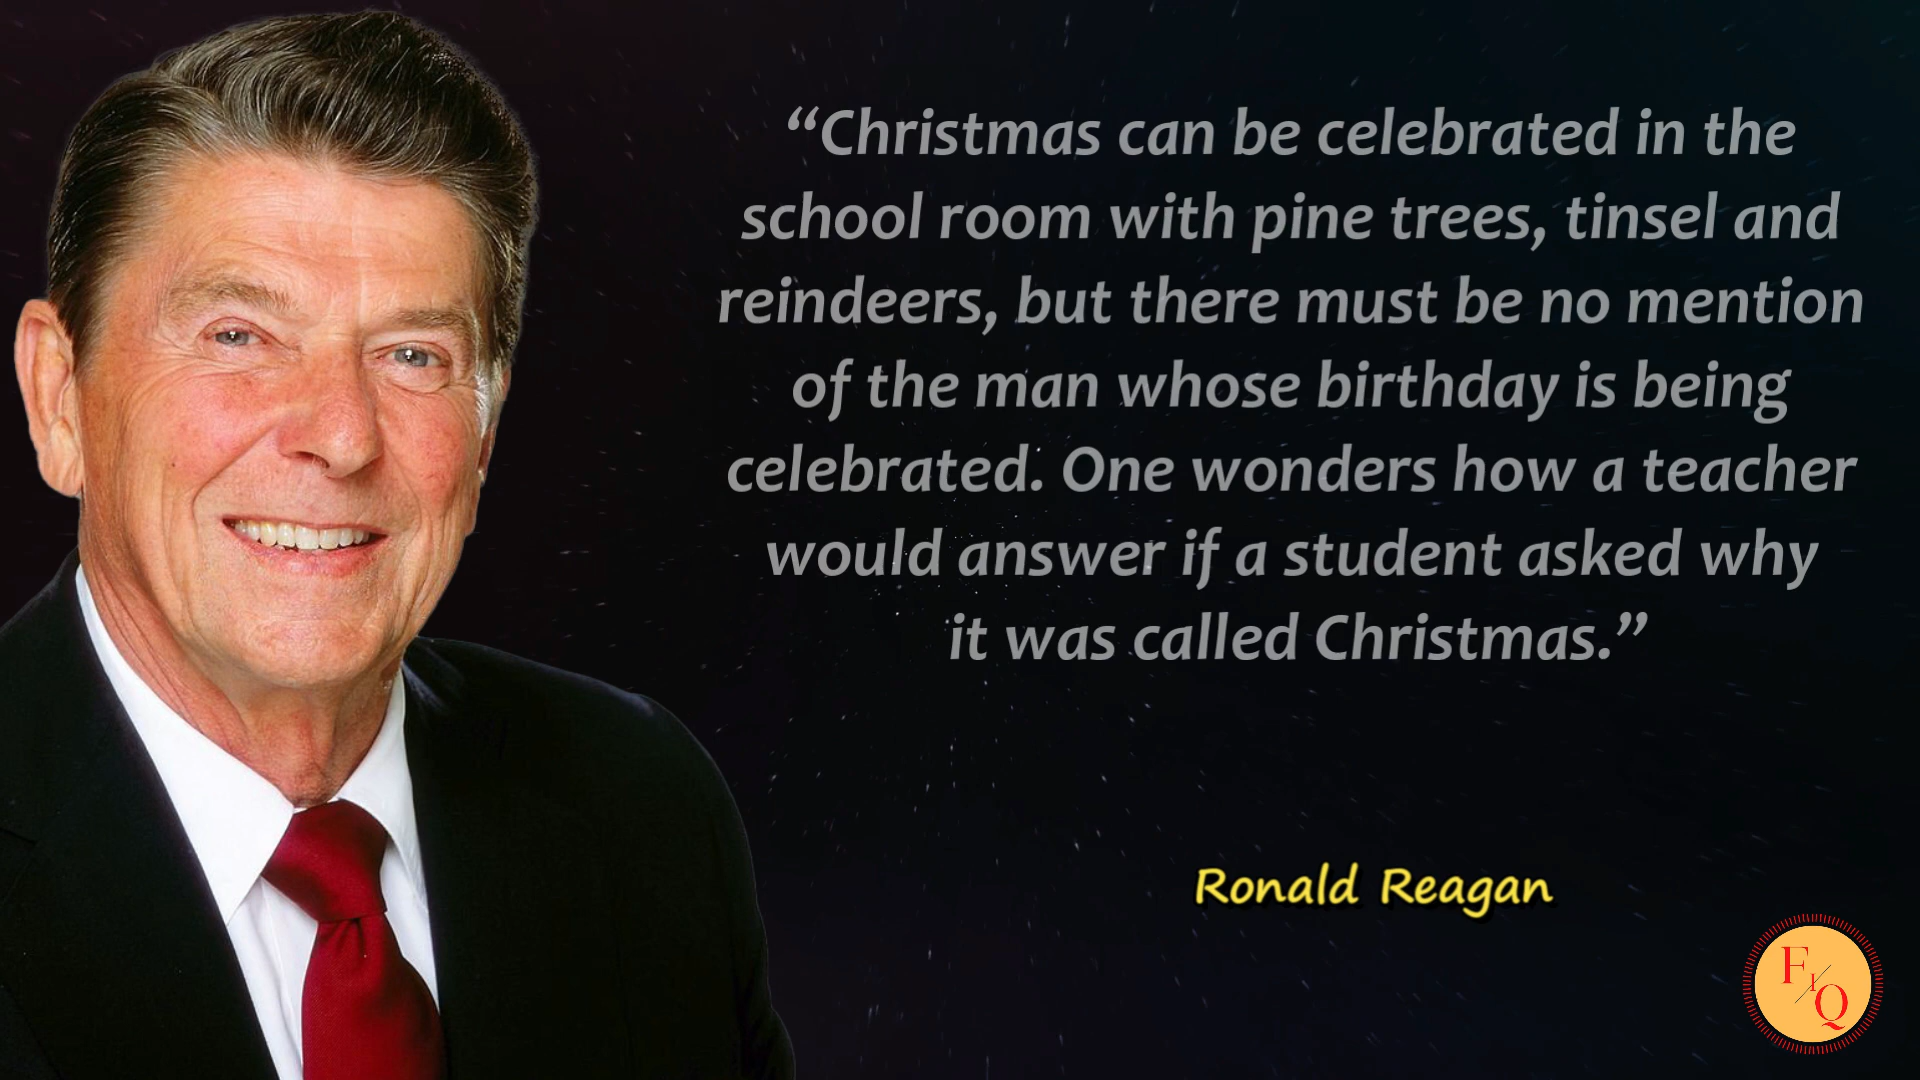 “Christmas can be celebrated in the
school room with pine trees, tinsel and
reindeers, but there must be no mention
of the man whose birthday is being
celebrated. One wonders how a teacher
would answer if a student asked why
it was called Christmas.”
Ronald Reagan
F I Q